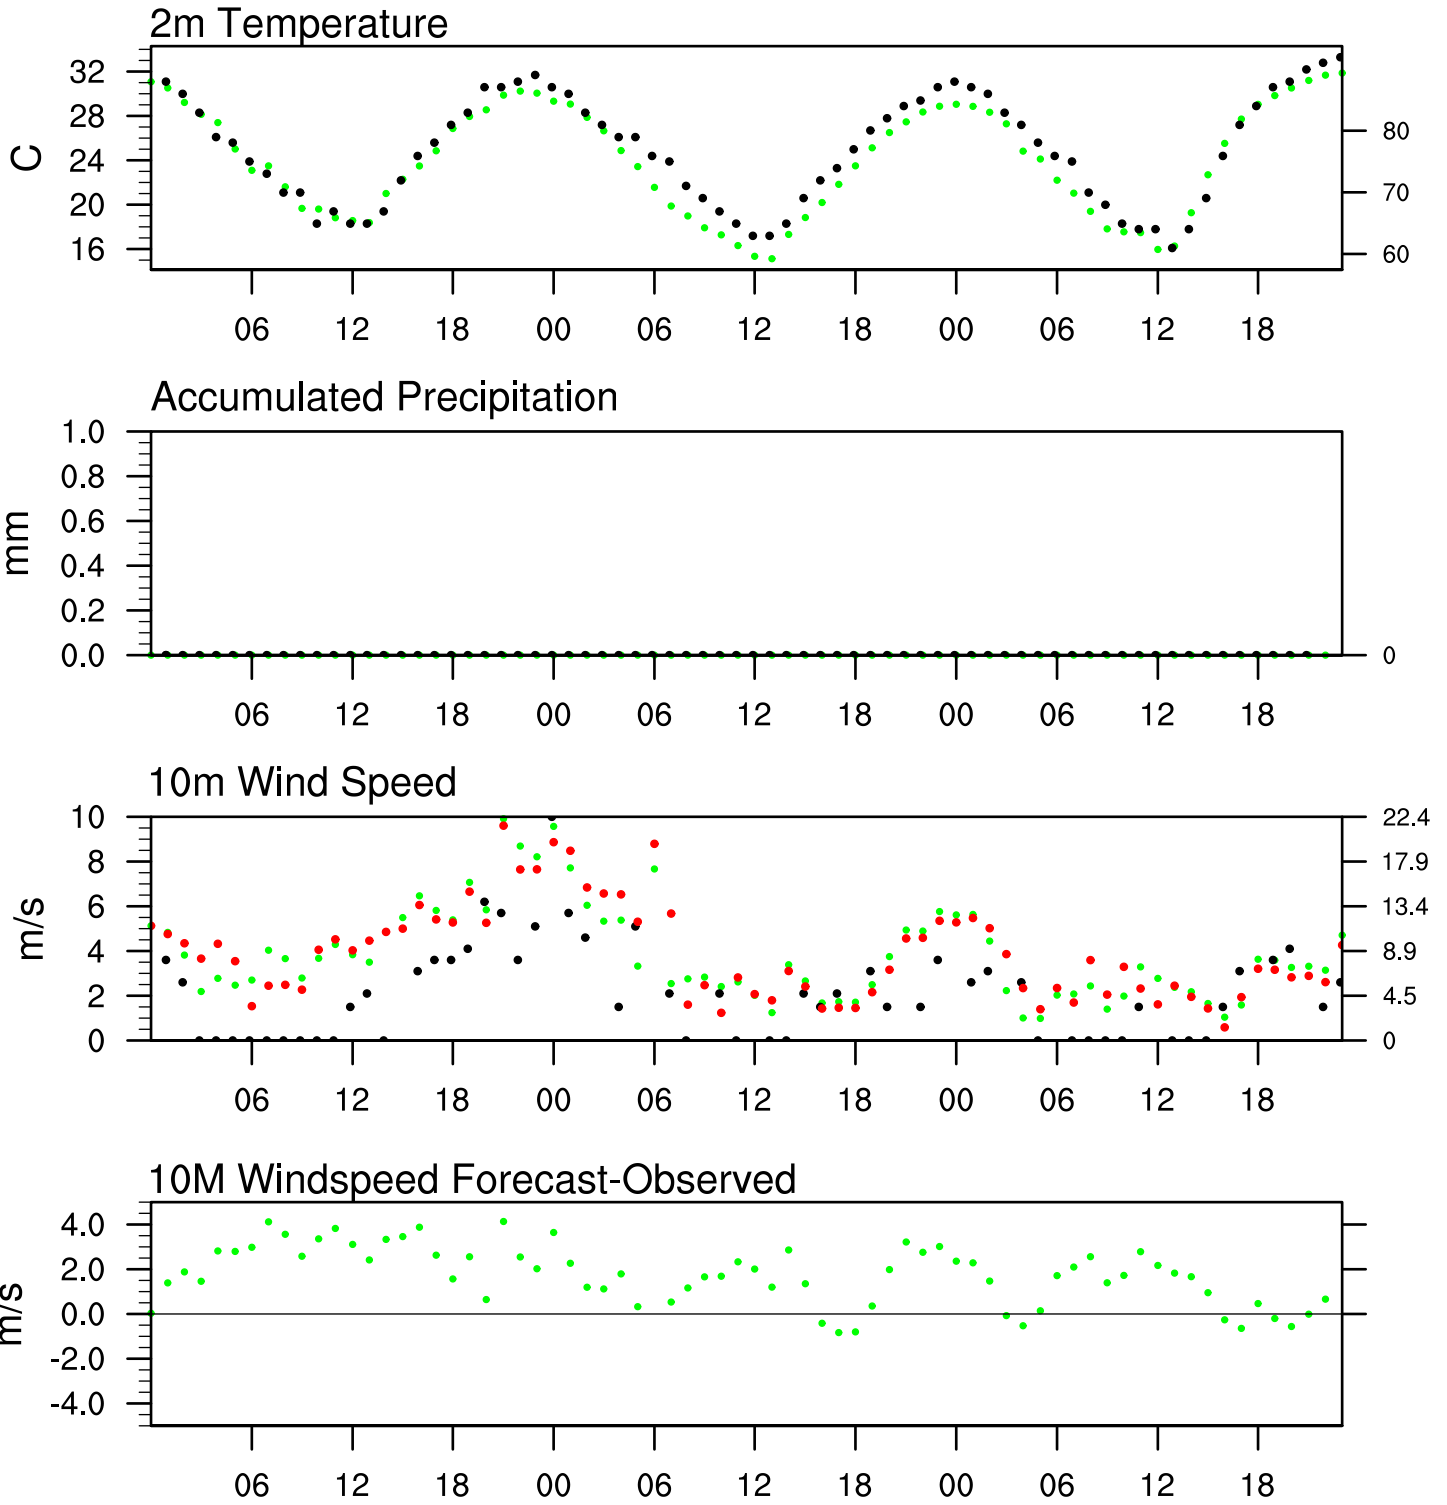 2m Temperature
32
28
24
20
16
C
80
70
60
06 12 18 00 06 12 18 00 06 12 18
Accumulated Precipitation
1.0
0.8
0.6
0.4
0.2
0.0
mm
0
06 12 18 00 06 12 18 00 06 12 18
10m Wind Speed
10
8
6
4
2
0
m/s
22.4
17.9
13.4
8.9
4.5
0
06 12 18 00 06 12 18 00 06 12 18
10M Windspeed Forecast-Observed
4.0
2.0
0.0
-2.0
-4.0
m/s
06 12 18 00 06 12 18 00 06 12 18